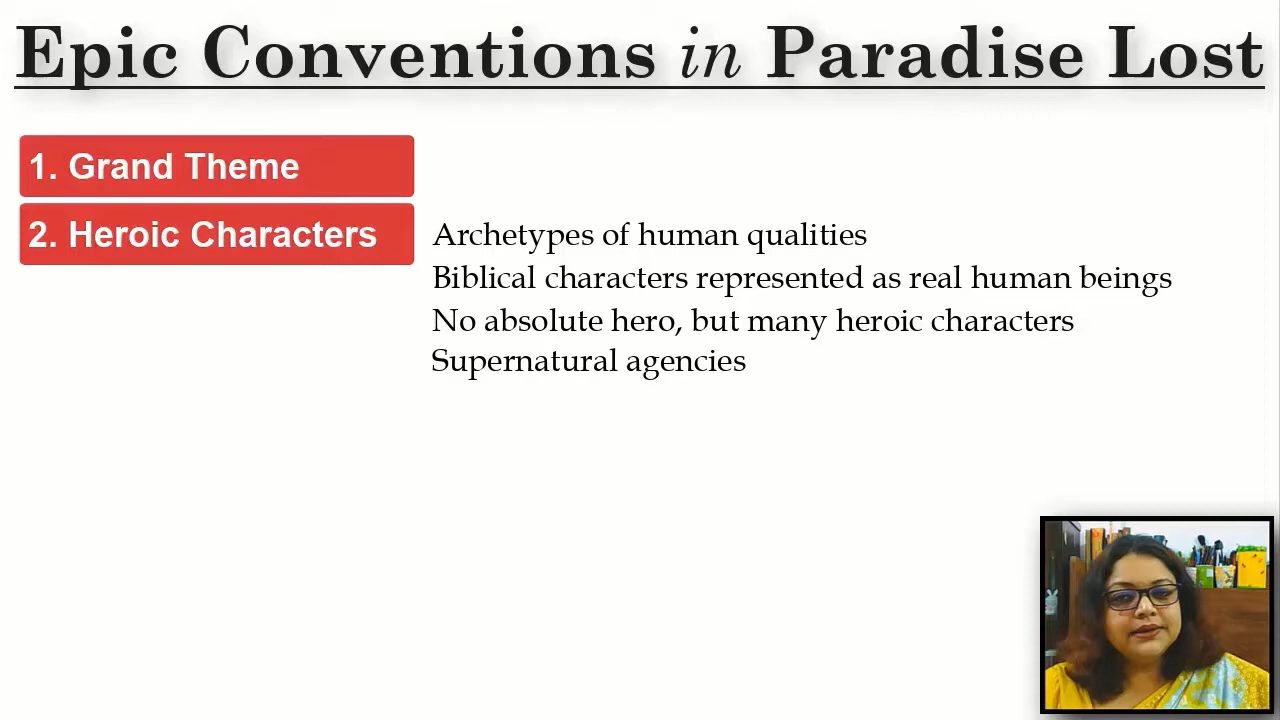 Epic Conventions in Paradise Lost
1. Grand Theme
2. Heroic Characters
Archetypes of human qualities
Biblical characters represented as real human beings
No absolute hero, but many heroic characters
Supernatural agencies